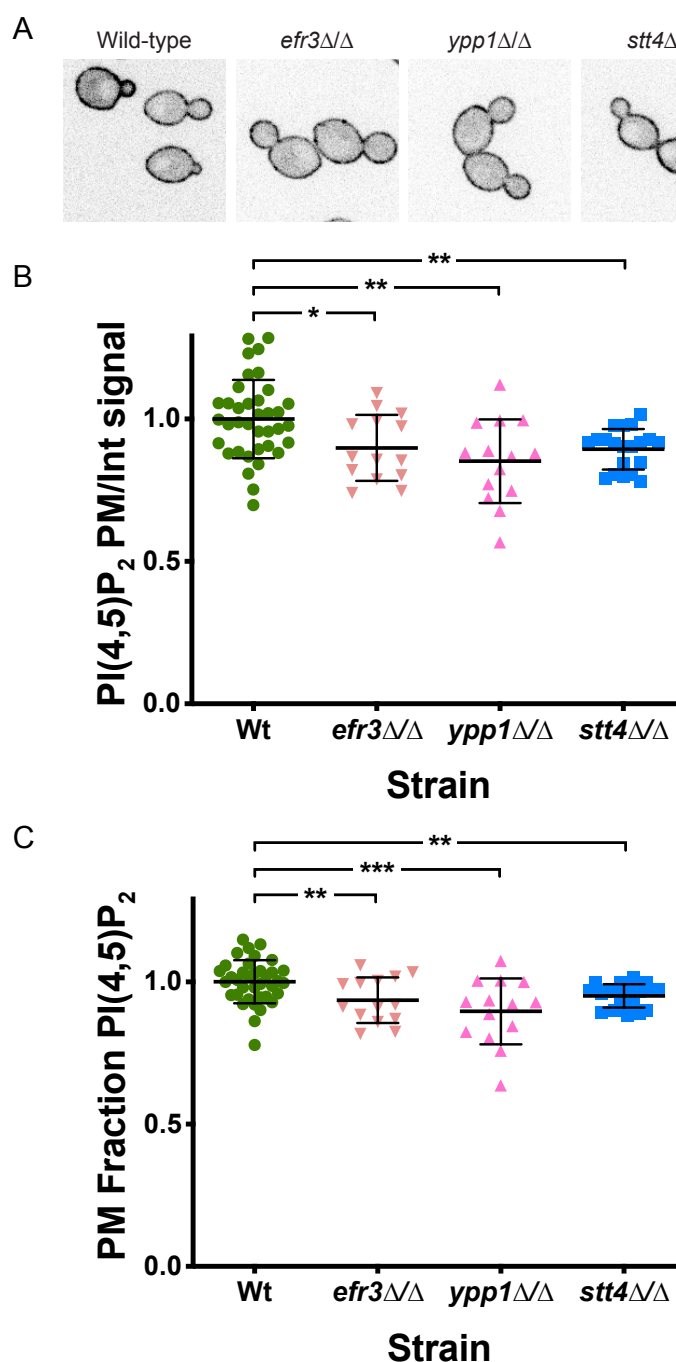 A
Wild-type efr3Δ/Δ ypp1Δ/Δ stt4Δ
B
** 
**
*
PI(4,5)P2 PM/Int signal
1.0
0.5
0.0
Wt efr3Δ/Δ ypp1Δ/Δ stt4Δ/Δ
Strain
C
**
***
**
PM Fraction PI(4,5)P2
1.0
0.5
0.0
Wt efr3Δ/Δ ypp1Δ/Δ stt4Δ/Δ
Strain